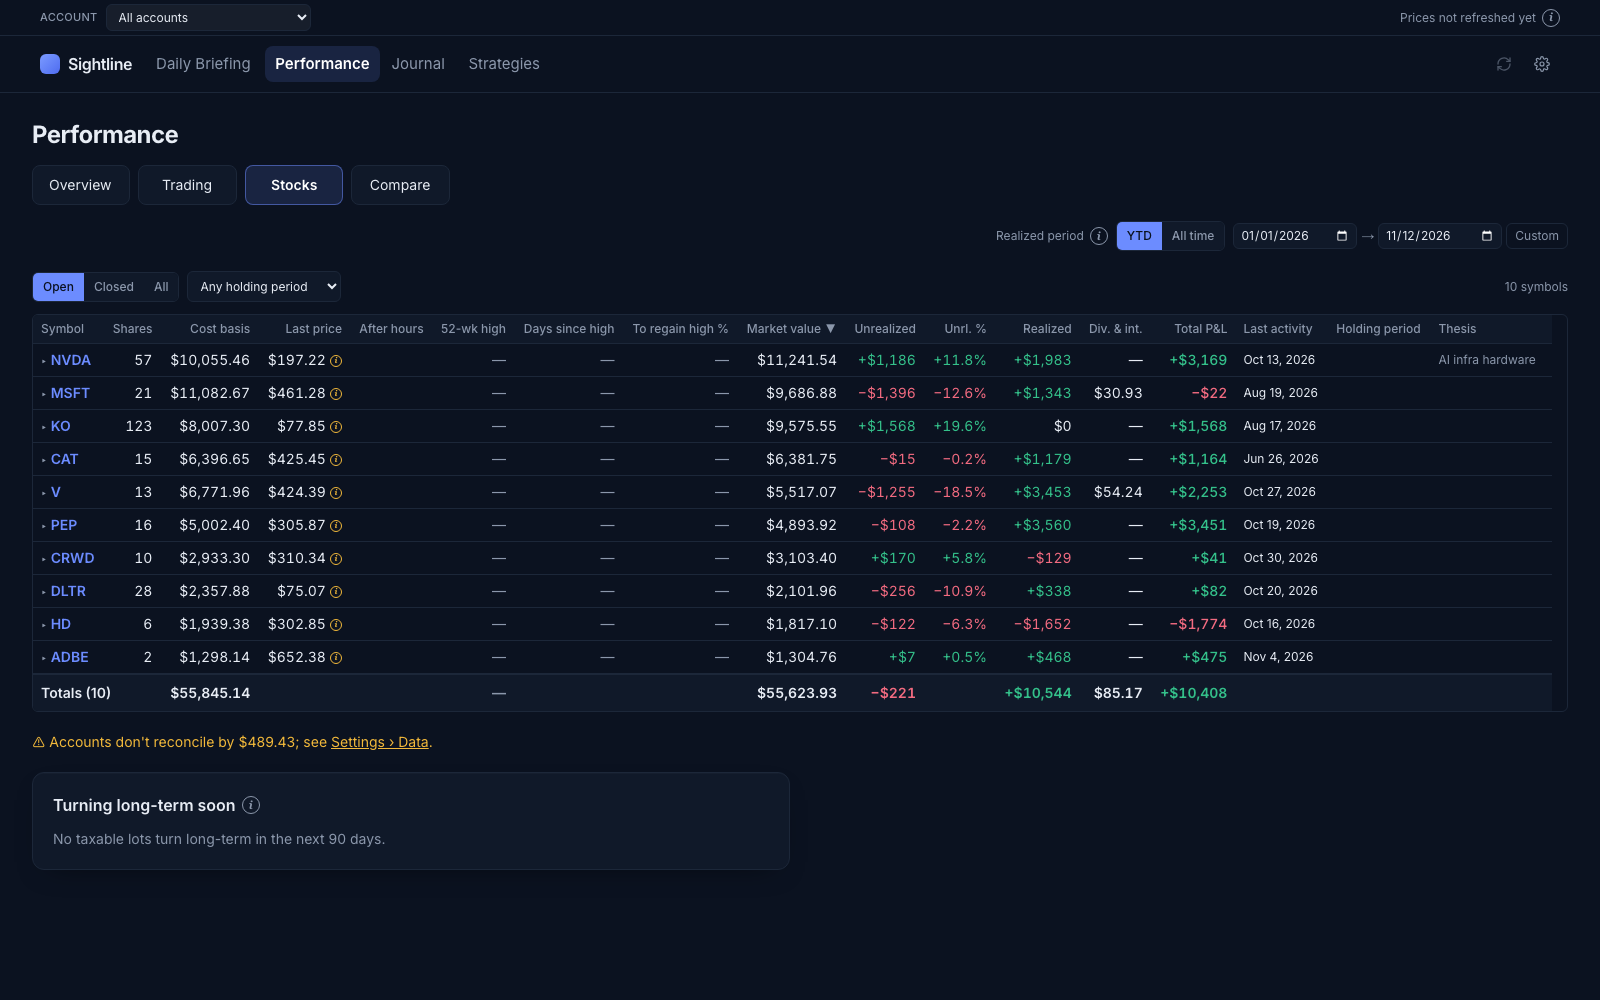 ACCOUNT All accounts Prices not refreshed yet i
Sightline Daily Briefing Performance Journal Strategies
Performance
Overview Trading Stocks Compare
Realized period i YTD All time 01/01/2026 → 11/12/2026 Custom
Open Closed All Any holding period 10 symbols
Symbol Shares Cost basis Last price After hours 52-wk high Days since high To regain high % Market value ▼ Unrealized Unrl. % Realized Div. & int. Total P&L Last activity Holding period Thesis
▸ NVDA 57 $10,055.46 $197.22 i — — — $11,241.54 +$1,186 +11.8% +$1,983 — +$3,169 Oct 13, 2026 AI infra hardware
▸ MSFT 21 $11,082.67 $461.28 i — — — $9,686.88 −$1,396 −12.6% +$1,343 $30.93 −$22 Aug 19, 2026
▸ KO 123 $8,007.30 $77.85 i — — — $9,575.55 +$1,568 +19.6% $0 — +$1,568 Aug 17, 2026
▸ CAT 15 $6,396.65 $425.45 i — — — $6,381.75 −$15 −0.2% +$1,179 — +$1,164 Jun 26, 2026
▸ V 13 $6,771.96 $424.39 i — — — $5,517.07 −$1,255 −18.5% +$3,453 $54.24 +$2,253 Oct 27, 2026
▸ PEP 16 $5,002.40 $305.87 i — — — $4,893.92 −$108 −2.2% +$3,560 — +$3,451 Oct 19, 2026
▸ CRWD 10 $2,933.30 $310.34 i — — — $3,103.40 +$170 +5.8% −$129 — +$41 Oct 30, 2026
▸ DLTR 28 $2,357.88 $75.07 i — — — $2,101.96 −$256 −10.9% +$338 — +$82 Oct 20, 2026
▸ HD 6 $1,939.38 $302.85 i — — — $1,817.10 −$122 −6.3% −$1,652 — −$1,774 Oct 16, 2026
▸ ADBE 2 $1,298.14 $652.38 i — — — $1,304.76 +$7 +0.5% +$468 — +$475 Nov 4, 2026
Totals (10) $55,845.14 — $55,623.93 −$221 +$10,544 $85.17 +$10,408
⚠ Accounts don't reconcile by $489.43; see Settings › Data.
Turning long-term soon i
No taxable lots turn long-term in the next 90 days.